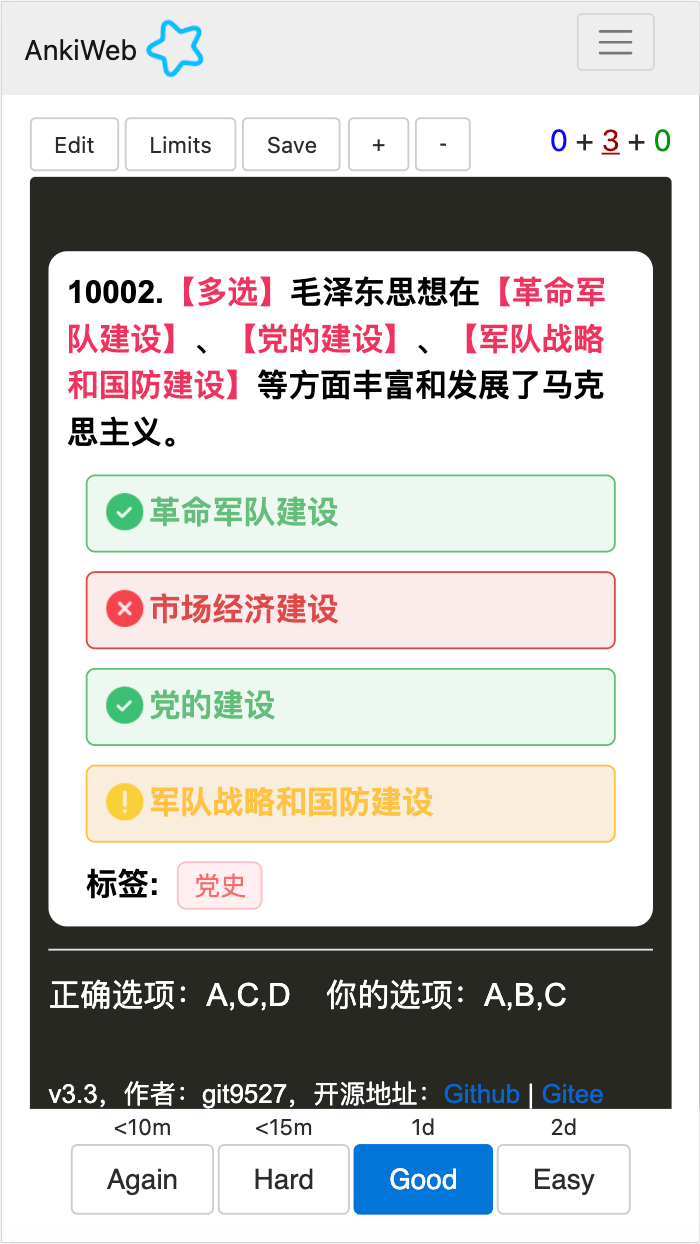 AnkiWeb
Edit Limits Save + - 0 + 3 + 0
10002.【多选】毛泽东思想在【革命军
队建设】、【党的建设】、【军队战略
和国防建设】等方面丰富和发展了马克
思主义。
革命军队建设
市场经济建设
党的建设
军队战略和国防建设
标签: 党史
正确选项：A,C,D 你的选项：A,B,C
v3.3，作者：git9527，开源地址：Github | Gitee
<10m <15m 1d 2d
Again Hard Good Easy